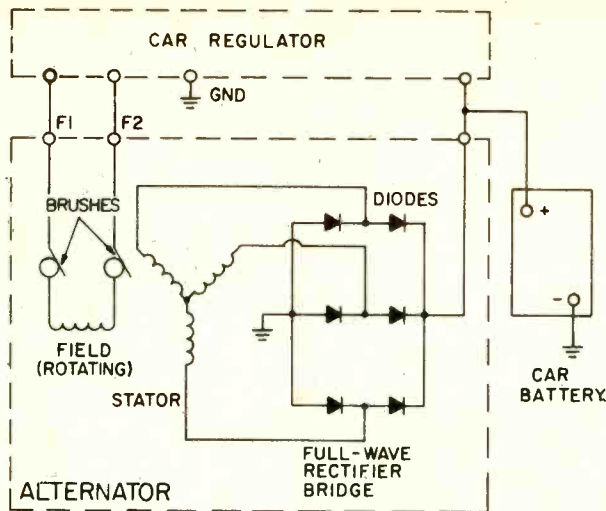 CAR REGULATOR
GND
F1
F2
BRUSHES
DIODES
+
-
FIELD
(ROTATING)
STATOR
CAR
BATTERY
FULL-WAVE
RECTIFIER
BRIDGE
ALTERNATOR